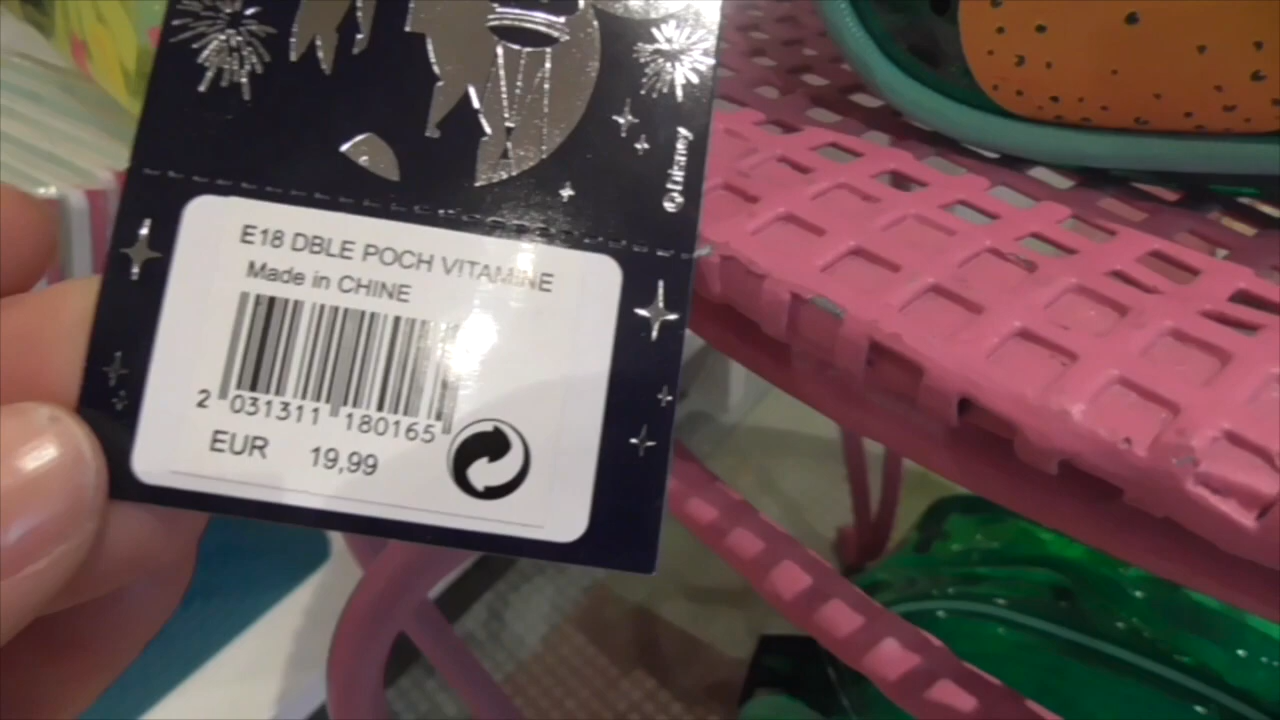 ©Disney
E18 DBLE POCH VITAMINE
Made in CHINE
2 031311 180165
EUR 19,99